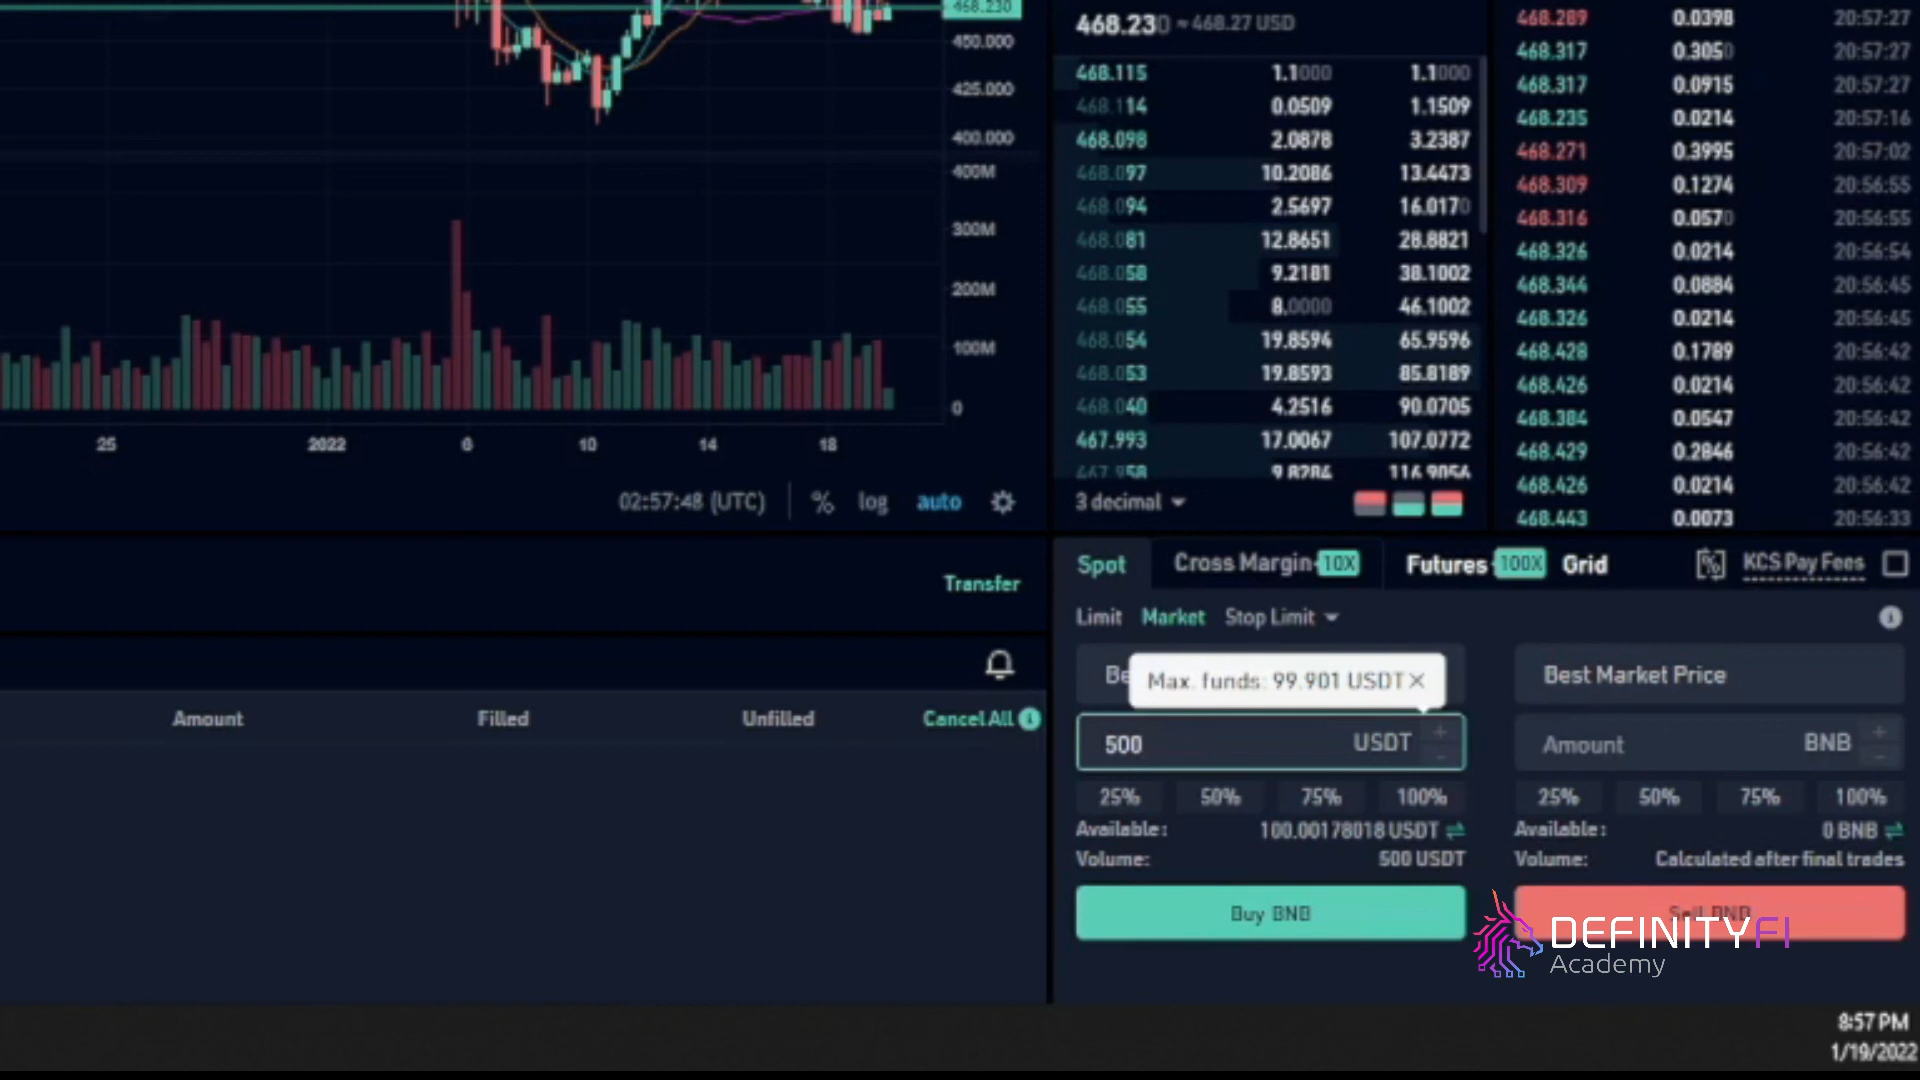 468.230
450.000
425.000
400.000
400M
300M
200M
100M
0
25 2022 6 10 14 18
02:57:48 (UTC) % log auto
468.230 ≈ 468.27 USD
468.115 1.1000 1.1000
468.114 0.0509 1.1509
468.098 2.0878 3.2387
468.097 10.2086 13.4473
468.094 2.5697 16.0170
468.081 12.8651 28.8821
468.058 9.2181 38.1002
468.055 8.0000 46.1002
468.054 19.8594 65.9596
468.053 19.8593 85.8189
468.040 4.2516 90.0705
467.993 17.0067 107.0772
467.958 9.8284 116.9056
3 decimal
468.289 0.0398 20:57:27
468.317 0.3050 20:57:27
468.317 0.0915 20:57:27
468.235 0.0214 20:57:16
468.271 0.3995 20:57:02
468.309 0.1274 20:56:55
468.316 0.0570 20:56:55
468.326 0.0214 20:56:54
468.344 0.0884 20:56:45
468.326 0.0214 20:56:45
468.428 0.1789 20:56:42
468.426 0.0214 20:56:42
468.384 0.0547 20:56:42
468.429 0.2846 20:56:42
468.426 0.0214 20:56:42
468.443 0.0073 20:56:33
Transfer
Amount Filled Unfilled Cancel All
Spot Cross Margin 10X Futures 100X Grid KCS Pay Fees
Limit Market Stop Limit
Be
Max. funds: 99.901 USDT ×
500 USDT
25% 50% 75% 100%
Available: 100.00178018 USDT
Volume: 500 USDT
Buy BNB
Best Market Price
Amount BNB
25% 50% 75% 100%
Available: 0 BNB
Volume: Calculated after final trades
Sell BNB
DEFINITYFI
Academy
8:57 PM
1/19/2022